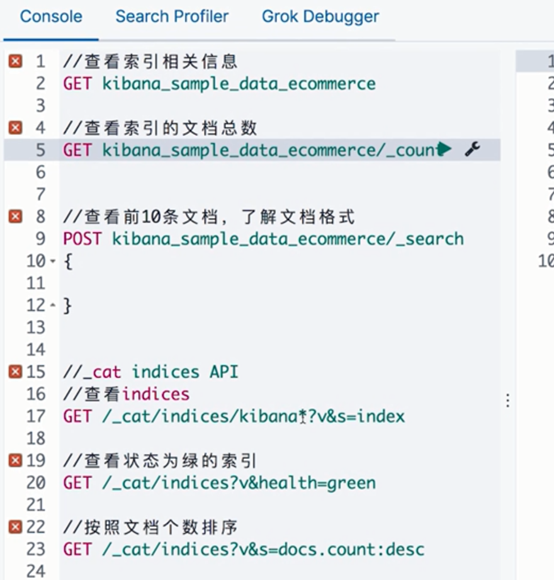 Console Search Profiler Grok Debugger
1 //查看索引相关信息 1
2 GET kibana_sample_data_ecommerce 2
3 3
4 //查看索引的文档总数 4
5 GET kibana_sample_data_ecommerce/_count 5
6 6
7 7
8 //查看前10条文档，了解文档格式 8
9 POST kibana_sample_data_ecommerce/_search 9
10 { 10
11
12 }
13
14
15 //_cat indices API
16 //查看indices
17 GET /_cat/indices/kibana*?v&s=index
18
19 //查看状态为绿的索引
20 GET /_cat/indices?v&health=green
21
22 //按照文档个数排序
23 GET /_cat/indices?v&s=docs.count:desc
24